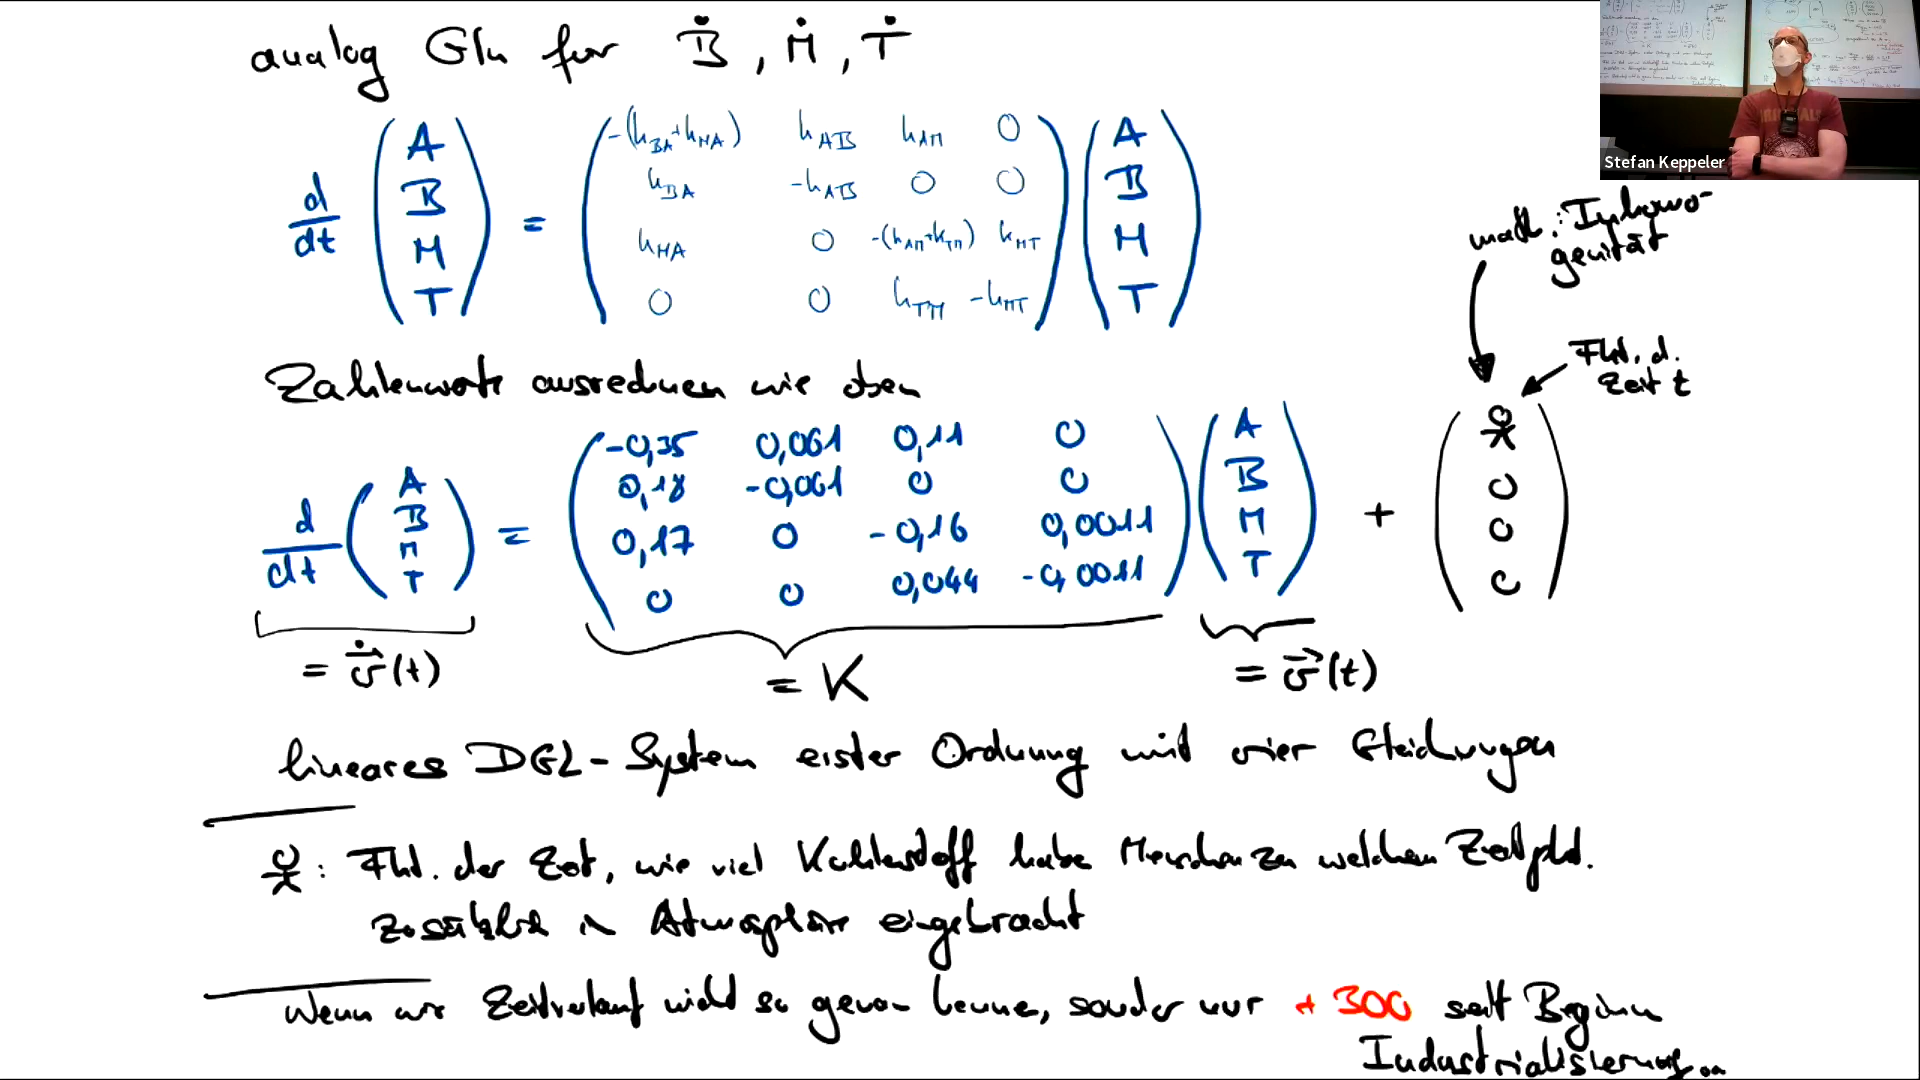 analog Gln für Ḃ, Ṁ, Ṫ
d/dt (A B M T) = ( -(k_BA+k_MA) k_AB k_AM 0
k_BA -k_AB 0 0
k_MA 0 -(k_AM+k_TM) k_MT
0 0 k_TM -k_MT ) (A B M T)
Stefan Keppeler
math.: Inhomo-
genität
Fkt. d.
Zeit t
Zahlenwerte ausrechnen wie oben
d/dt (A B M T) = ( -0,35 0,061 0,11 0
0,18 -0,061 0 0
0,17 0 -0,16 0,0011
0 0 0,044 -0,0011 ) (A B M T) + (웃 0 0 0)
= v̇⃗(t) = K = v⃗(t)
lineares DGL-System erster Ordnung mit vier Gleichungen
웃: Fkt. der Zeit, wie viel Kohlenstoff habe Menschen zu welchem Zeitpkt.
zusätzlich in Atmosphäre eingebracht
Wenn wir Zeitverlauf nicht so genau kennen, sonder nur +300 seit Beginn
Industrialisierung